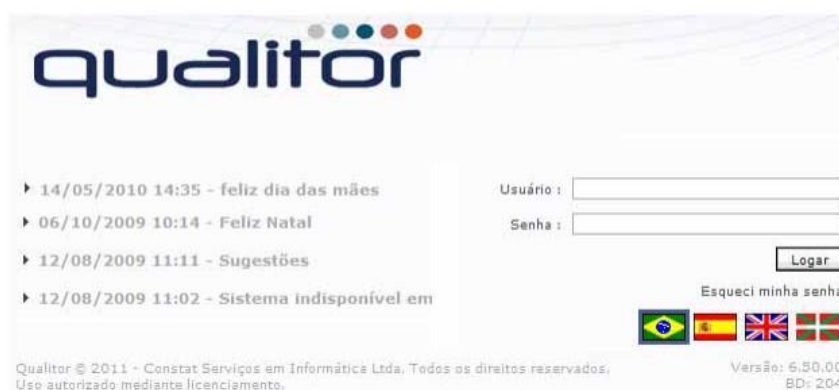 qualitor
14/05/2010 14:35 - feliz dia das mães
06/10/2009 10:14 - Feliz Natal
12/08/2009 11:11 - Sugestões
12/08/2009 11:02 - Sistema indisponível em
Usuário :
Senha :
Logar
Esqueci minha senha
Qualitor © 2011 - Constat Serviços em Informática Ltda. Todos os direitos reservados.
Uso autorizado mediante licenciamento.
Versão: 6.50.00
BD: 200